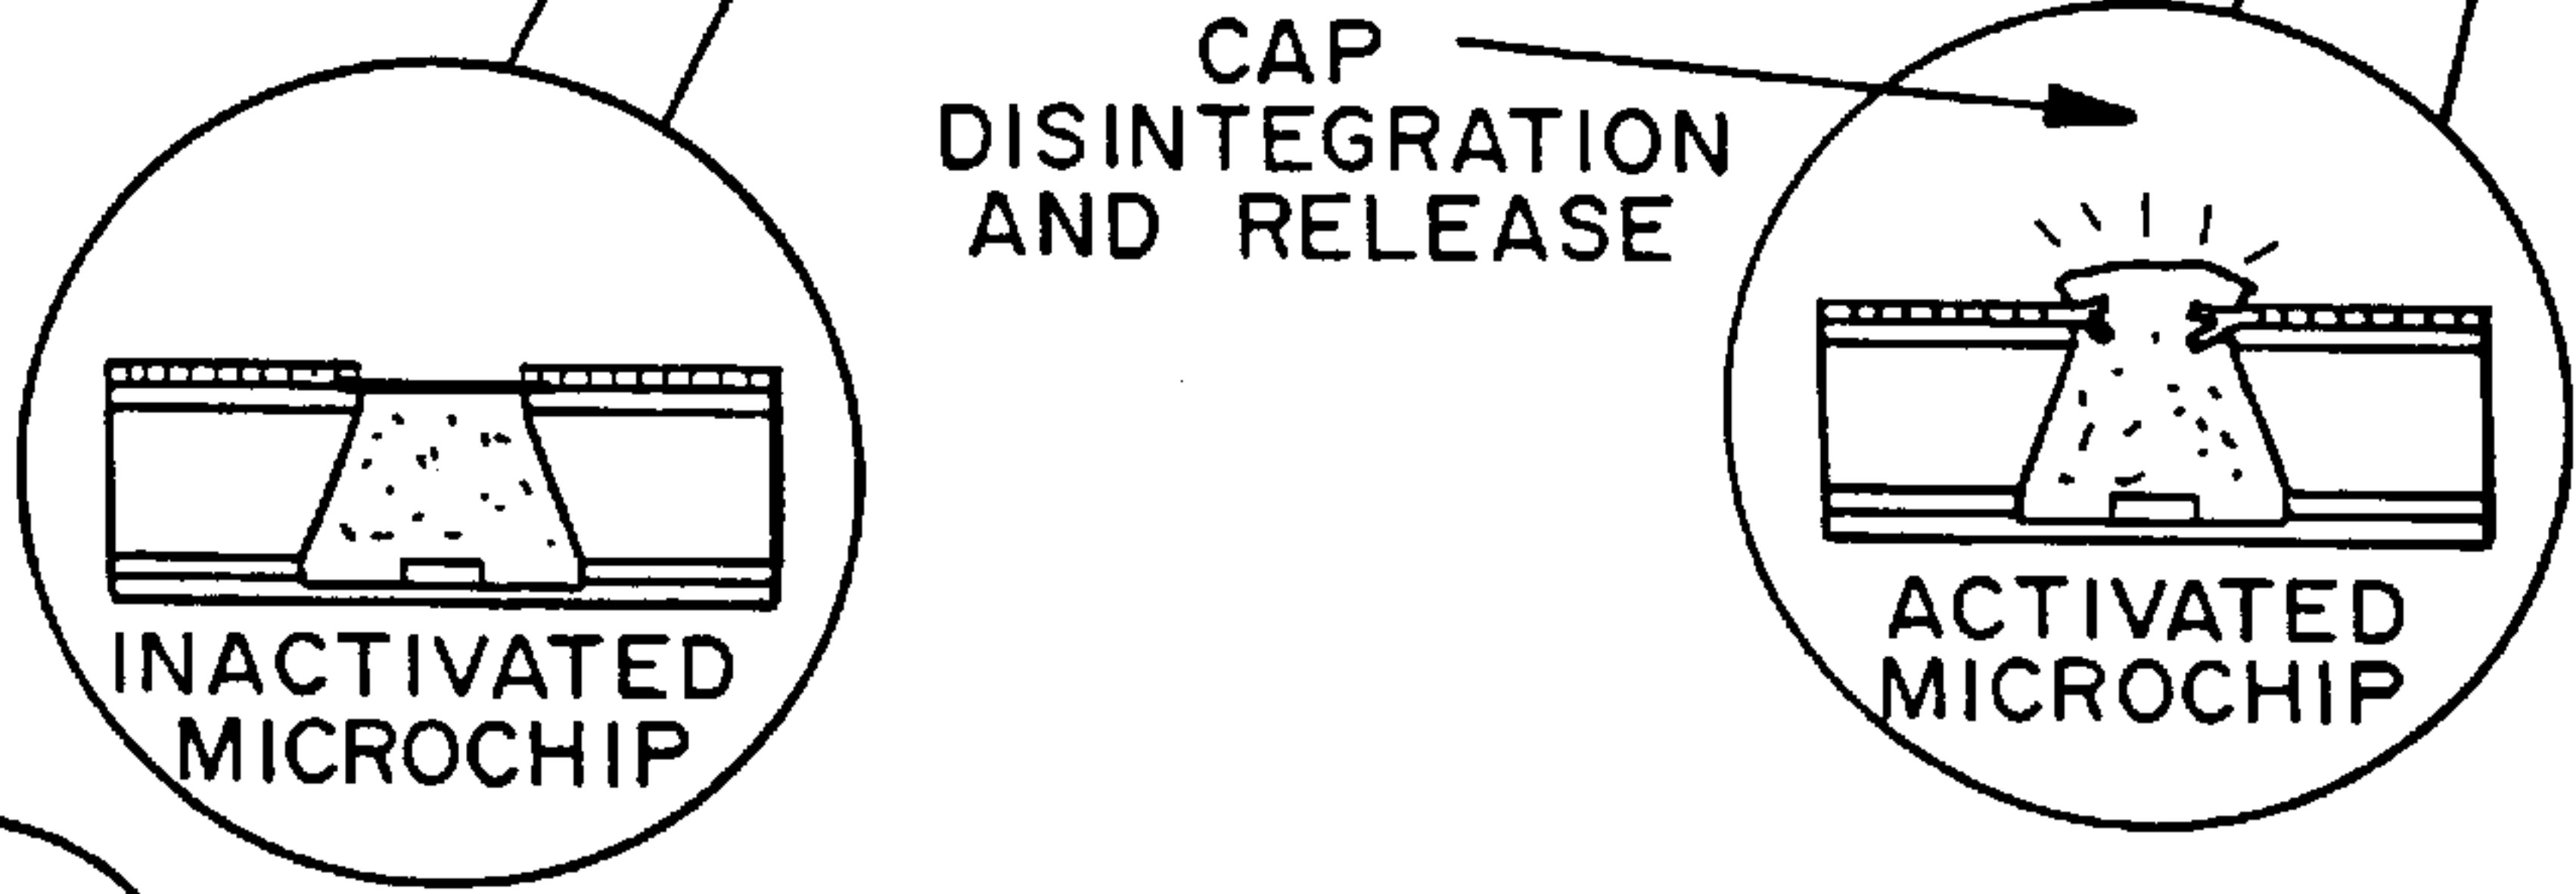 CAP
DISINTEGRATION
AND RELEASE
INACTIVATED
MICROCHIP
ACTIVATED
MICROCHIP